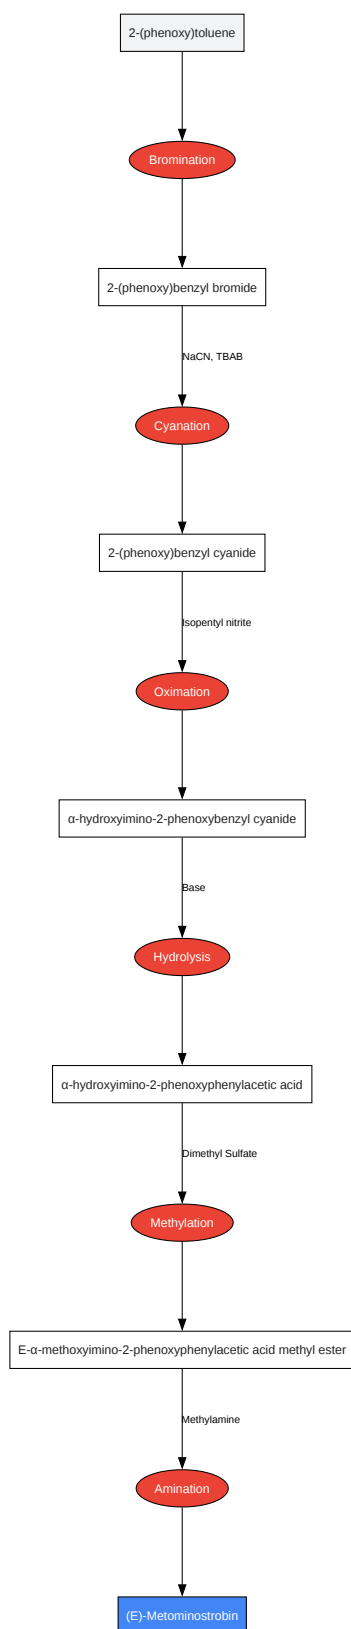 2-(phenoxy)toluene
Bromination
2-(phenoxy)benzyl bromide
NaCN, TBAB
Cyanation
2-(phenoxy)benzyl cyanide
Isopentyl nitrite
Oximation
α-hydroxyimino-2-phenoxybenzyl cyanide
Base
Hydrolysis
α-hydroxyimino-2-phenoxyphenylacetic acid
Dimethyl Sulfate
Methylation
E-α-methoxyimino-2-phenoxyphenylacetic acid methyl ester
Methylamine
Amination
(E)-Metominostrobin